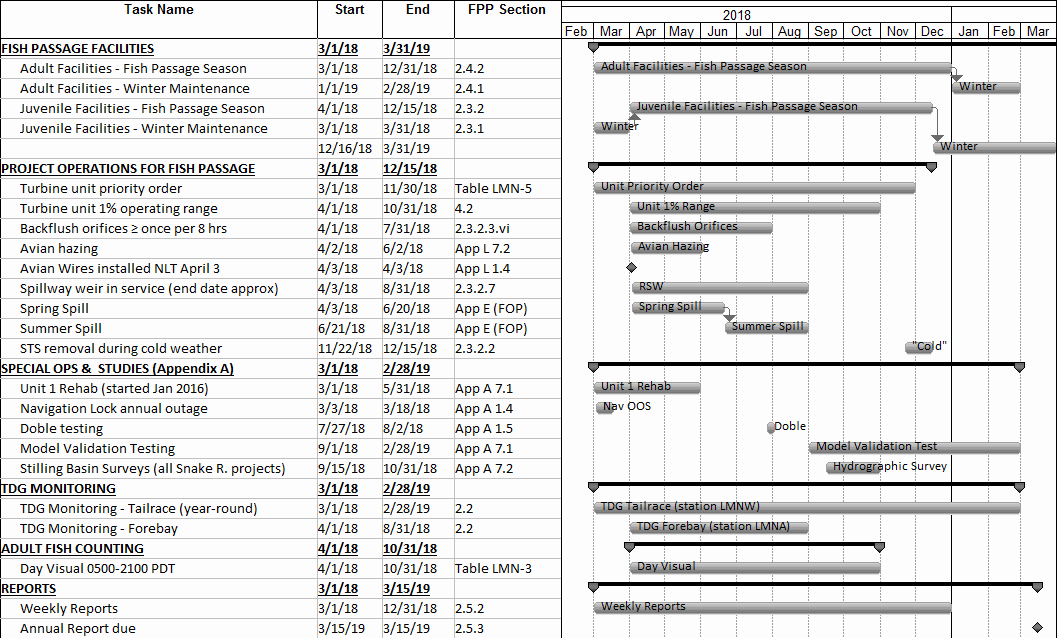 Task Name Start End FPP Section
2018
Feb Mar Apr May Jun Jul Aug Sep Oct Nov Dec Jan Feb Mar
FISH PASSAGE FACILITIES 3/1/18 3/31/19
Adult Facilities - Fish Passage Season 3/1/18 12/31/18 2.4.2 Adult Facilities - Fish Passage Season
Adult Facilities - Winter Maintenance 1/1/19 2/28/19 2.4.1 Winter
Juvenile Facilities - Fish Passage Season 4/1/18 12/15/18 2.3.2 Juvenile Facilities - Fish Passage Season
Juvenile Facilities - Winter Maintenance 3/1/18 3/31/18 2.3.1 Winter
12/16/18 3/31/19 Winter
PROJECT OPERATIONS FOR FISH PASSAGE 3/1/18 12/15/18
Turbine unit priority order 3/1/18 11/30/18 Table LMN-5 Unit Priority Order
Turbine unit 1% operating range 4/1/18 10/31/18 4.2 Unit 1% Range
Backflush orifices ≥ once per 8 hrs 4/1/18 7/31/18 2.3.2.3.vi Backflush Orifices
Avian hazing 4/2/18 6/2/18 App L 7.2 Avian Hazing
Avian Wires installed NLT April 3 4/3/18 4/3/18 App L 1.4
Spillway weir in service (end date approx) 4/3/18 8/31/18 2.3.2.7 RSW
Spring Spill 4/3/18 6/20/18 App E (FOP) Spring Spill
Summer Spill 6/21/18 8/31/18 App E (FOP) Summer Spill
STS removal during cold weather 11/22/18 12/15/18 2.3.2.2 "Cold"
SPECIAL OPS & STUDIES (Appendix A) 3/1/18 2/28/19
Unit 1 Rehab (started Jan 2016) 3/1/18 5/31/18 App A 7.1 Unit 1 Rehab
Navigation Lock annual outage 3/3/18 3/18/18 App A 1.4 Nav OOS
Doble testing 7/27/18 8/2/18 App A 1.5 Doble
Model Validation Testing 9/1/18 2/28/19 App A 7.1 Model Validation Test
Stilling Basin Surveys (all Snake R. projects) 9/15/18 10/31/18 App A 7.2 Hydrographic Survey
TDG MONITORING 3/1/18 2/28/19
TDG Monitoring - Tailrace (year-round) 3/1/18 2/28/19 2.2 TDG Tailrace (station LMNW)
TDG Monitoring - Forebay 4/1/18 8/31/18 2.2 TDG Forebay (station LMNA)
ADULT FISH COUNTING 4/1/18 10/31/18
Day Visual 0500-2100 PDT 4/1/18 10/31/18 Table LMN-3 Day Visual
REPORTS 3/1/18 3/15/19
Weekly Reports 3/1/18 12/31/18 2.5.2 Weekly Reports
Annual Report due 3/15/19 3/15/19 2.5.3